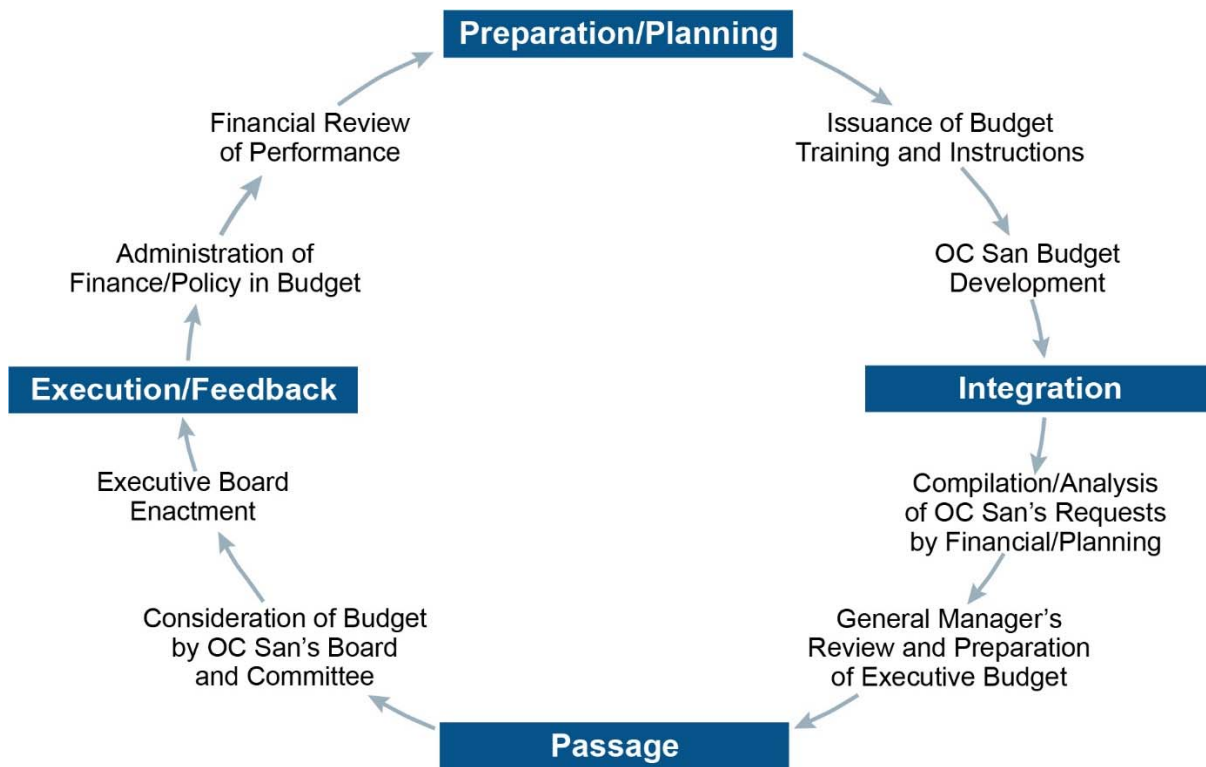 Preparation/Planning
Issuance of Budget
Training and Instructions
OC San Budget
Development
Integration
Compilation/Analysis
of OC San’s Requests
by Financial/Planning
General Manager’s
Review and Preparation
of Executive Budget
Passage
Consideration of Budget
by OC San’s Board
and Committee
Executive Board
Enactment
Execution/Feedback
Administration of
Finance/Policy in Budget
Financial Review
of Performance